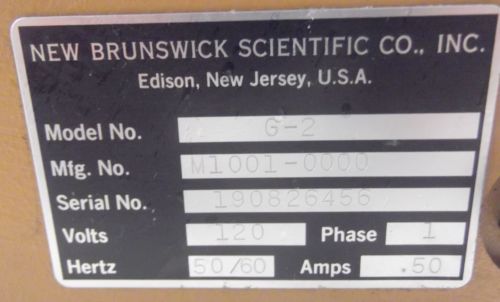 NEW BRUNSWICK SCIENTIFIC CO., INC.
Edison, New Jersey, U.S.A.
Model No. G-2
Mfg. No. M1001-0000
Serial No. 190826456
Volts 120 Phase 1
Hertz 50/60 Amps .50